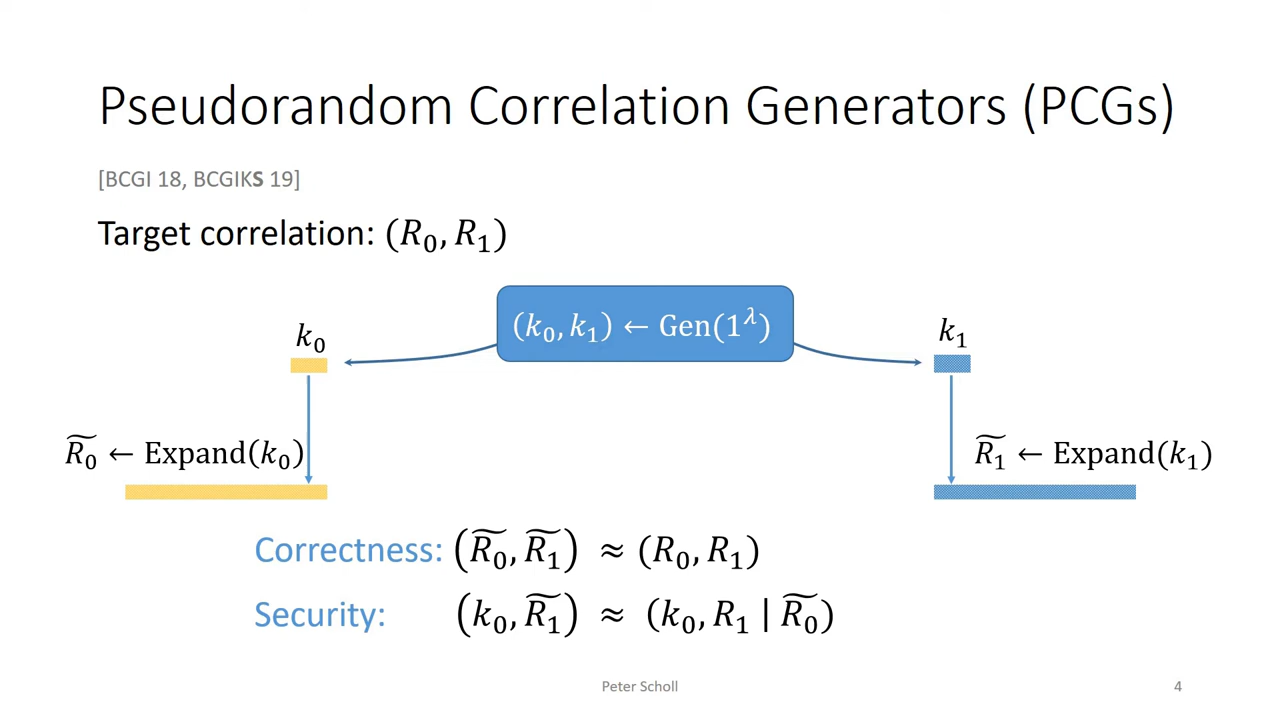 Pseudorandom Correlation Generators (PCGs)
[BCGI 18, BCGIKS 19]
Target correlation: (R₀, R₁)
(k₀, k₁) ← Gen(1^λ)
k₀
k₁
R̃₀ ← Expand(k₀)
R̃₁ ← Expand(k₁)
Correctness: (R̃₀, R̃₁) ≈ (R₀, R₁)
Security: (k₀, R̃₁) ≈ (k₀, R₁ | R̃₀)
Peter Scholl
4